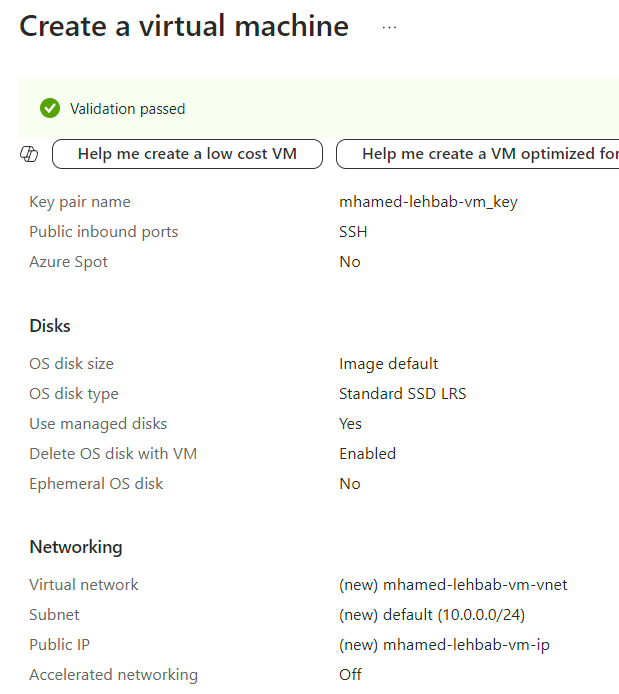 Create a virtual machine ...
Validation passed
Help me create a low cost VM Help me create a VM optimized for
Key pair name mhamed-lehbab-vm_key
Public inbound ports SSH
Azure Spot No
Disks
OS disk size Image default
OS disk type Standard SSD LRS
Use managed disks Yes
Delete OS disk with VM Enabled
Ephemeral OS disk No
Networking
Virtual network (new) mhamed-lehbab-vm-vnet
Subnet (new) default (10.0.0.0/24)
Public IP (new) mhamed-lehbab-vm-ip
Accelerated networking Off